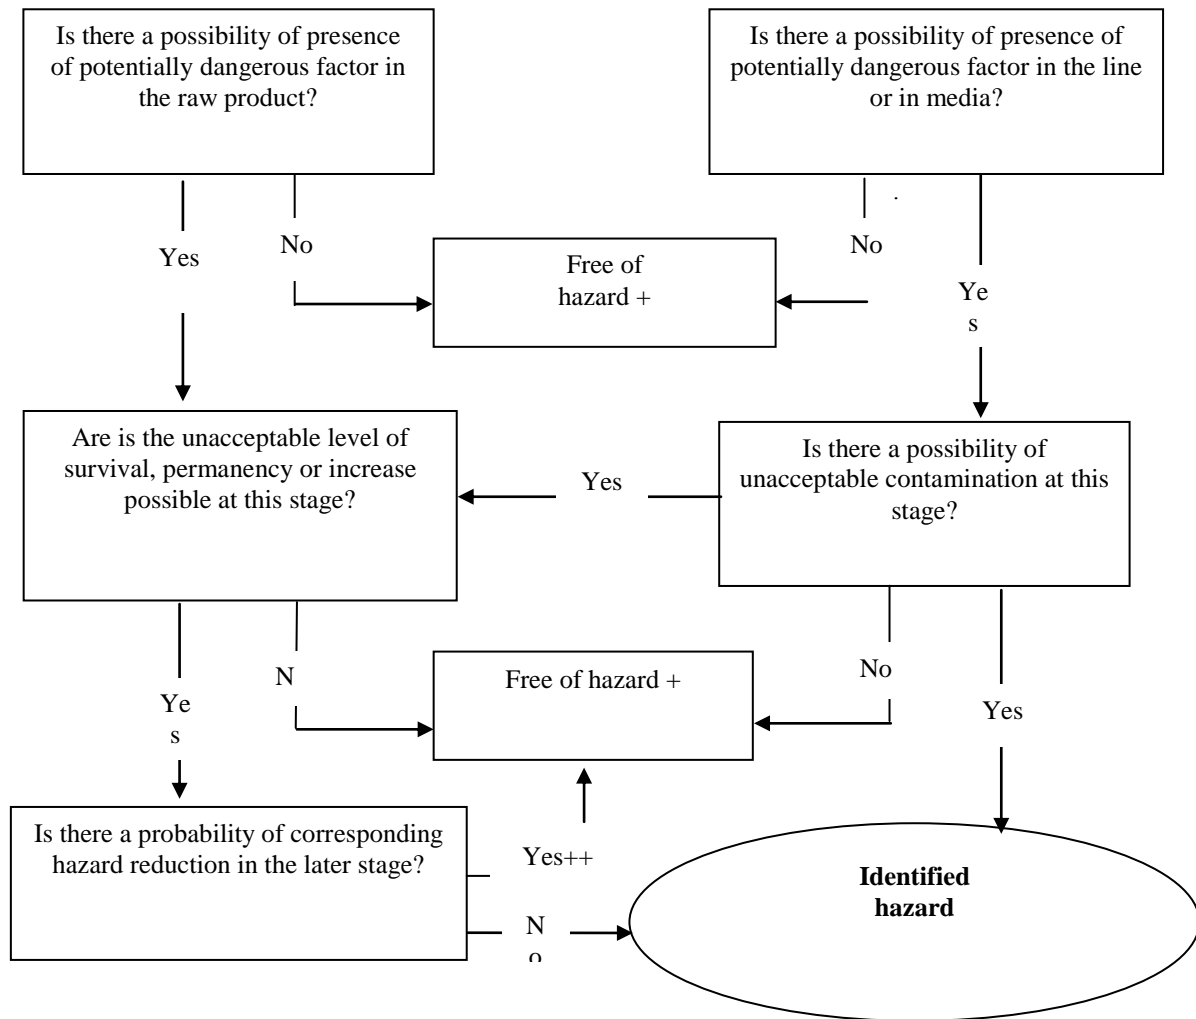 Is there a possibility of presence
of potentially dangerous factor in
the raw product?
Is there a possibility of presence of
potentially dangerous factor in the line
or in media?
Yes
No
No
Ye
s
Free of
hazard +
Are is the unacceptable level of
survival, permanency or increase
possible at this stage?
Yes
Is there a possibility of
unacceptable contamination at this
stage?
Ye
s
N
Free of hazard +
No
Yes
Is there a probability of corresponding
hazard reduction in the later stage?
Yes++
N
o
Identified
hazard